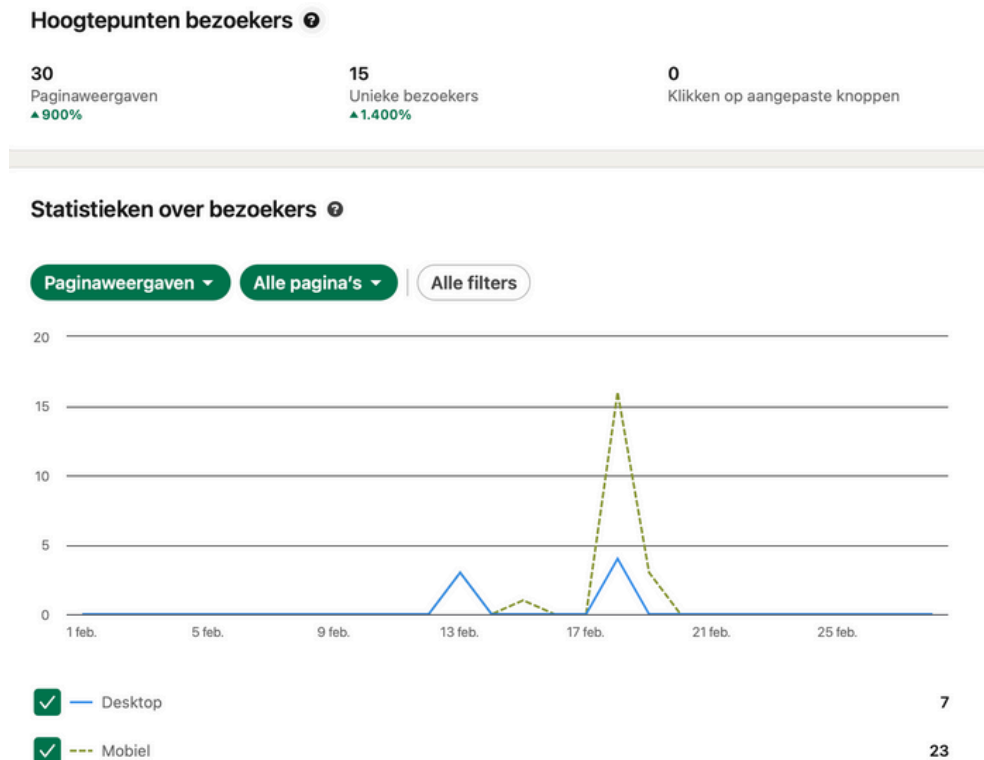 Hoogtepunten bezoekers ?
30
Paginaweergaven
▲900%
15
Unieke bezoekers
▲1.400%
0
Klikken op aangepaste knoppen
Statistieken over bezoekers ?
Paginaweergaven
Alle pagina's
Alle filters
20
15
10
5
0
1 feb.
5 feb.
9 feb.
13 feb.
17 feb.
21 feb.
25 feb.
Desktop 7
Mobiel 23